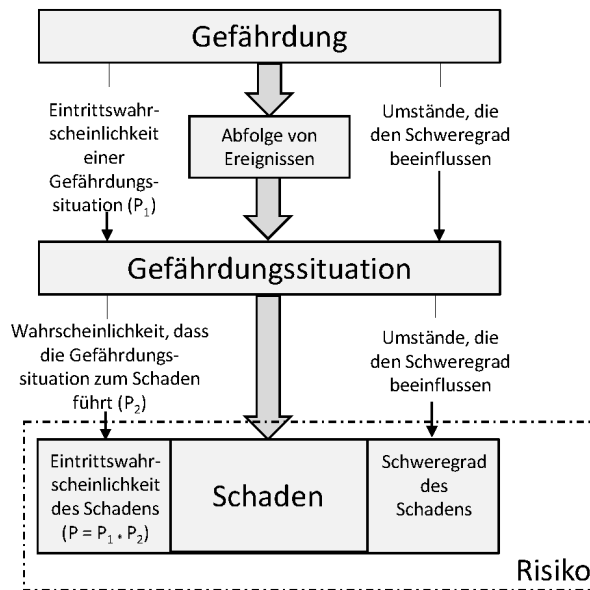 Gefährdung
Eintrittswahr-
scheinlichkeit
einer
Gefährdungs-
situation (P₁)
Abfolge von
Ereignissen
Umstände, die
den Schweregrad
beeinflussen
Gefährdungssituation
Wahrscheinlichkeit, dass
die Gefährdungs-
situation zum Schaden
führt (P₂)
Umstände, die
den Schweregrad
beeinflussen
Eintrittswahr-
scheinlichkeit
des Schadens
(P = P₁ * P₂)
Schaden
Schweregrad
des
Schadens
Risiko